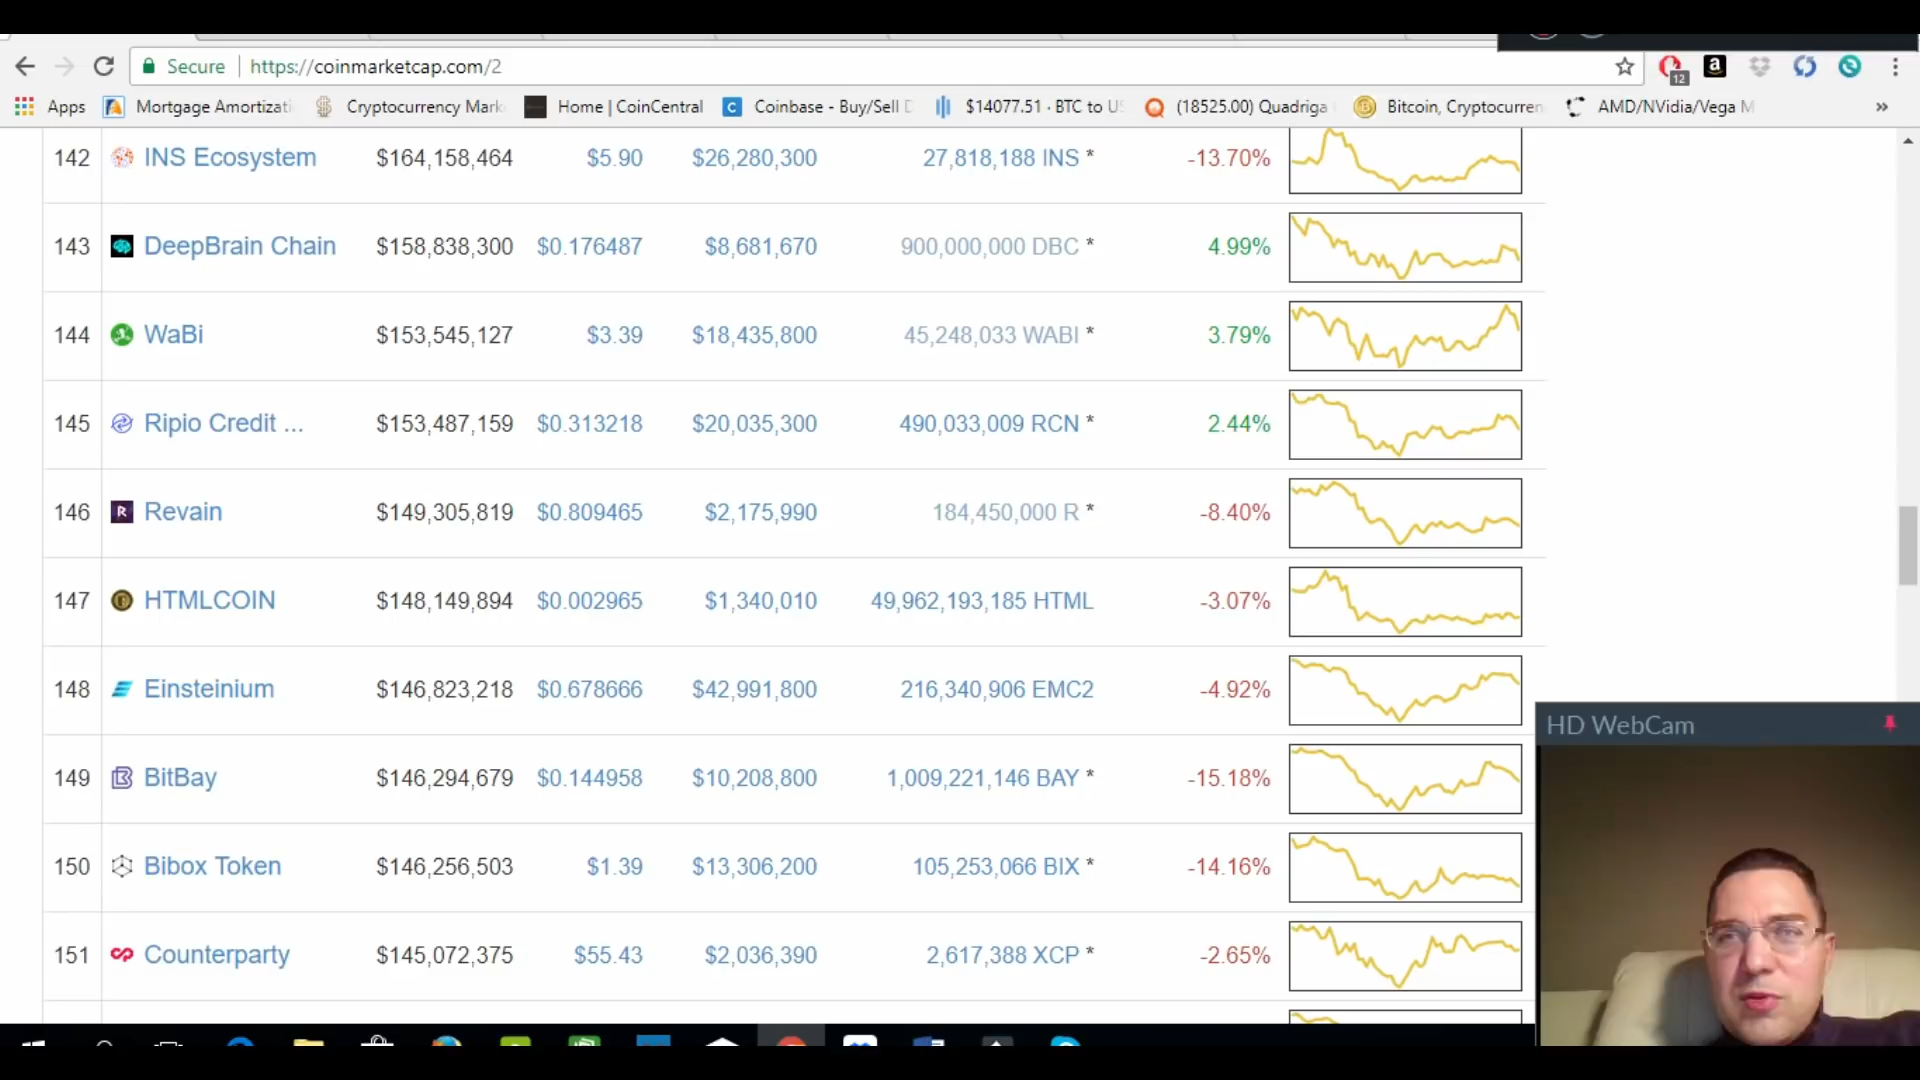 Secure https://coinmarketcap.com/2
12
Apps Mortgage Amortizati Cryptocurrency Mark Home | CoinCentral Coinbase - Buy/Sell D $14077.51 · BTC to US (18525.00) Quadriga Bitcoin, Cryptocurren AMD/NVidia/Vega M »
142 INS Ecosystem $164,158,464 $5.90 $26,280,300 27,818,188 INS * -13.70%
143 DeepBrain Chain $158,838,300 $0.176487 $8,681,670 900,000,000 DBC * 4.99%
144 WaBi $153,545,127 $3.39 $18,435,800 45,248,033 WABI * 3.79%
145 Ripio Credit ... $153,487,159 $0.313218 $20,035,300 490,033,009 RCN * 2.44%
146 Revain $149,305,819 $0.809465 $2,175,990 184,450,000 R * -8.40%
147 HTMLCOIN $148,149,894 $0.002965 $1,340,010 49,962,193,185 HTML -3.07%
148 Einsteinium $146,823,218 $0.678666 $42,991,800 216,340,906 EMC2 -4.92%
149 BitBay $146,294,679 $0.144958 $10,208,800 1,009,221,146 BAY * -15.18%
150 Bibox Token $146,256,503 $1.39 $13,306,200 105,253,066 BIX * -14.16%
151 Counterparty $145,072,375 $55.43 $2,036,390 2,617,388 XCP * -2.65%
HD WebCam